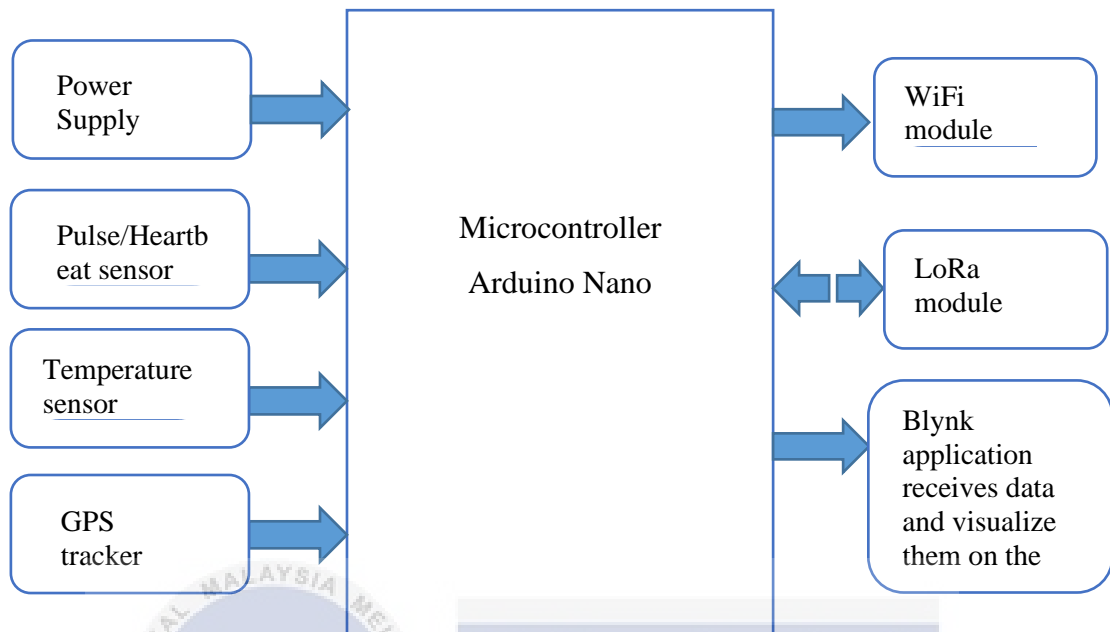 Power
Supply
Pulse/Heartb
eat sensor
Temperature
sensor
GPS
tracker
Microcontroller
Arduino Nano
WiFi
module
LoRa
module
Blynk
application
receives data
and visualize
them on the
MALAYSIA